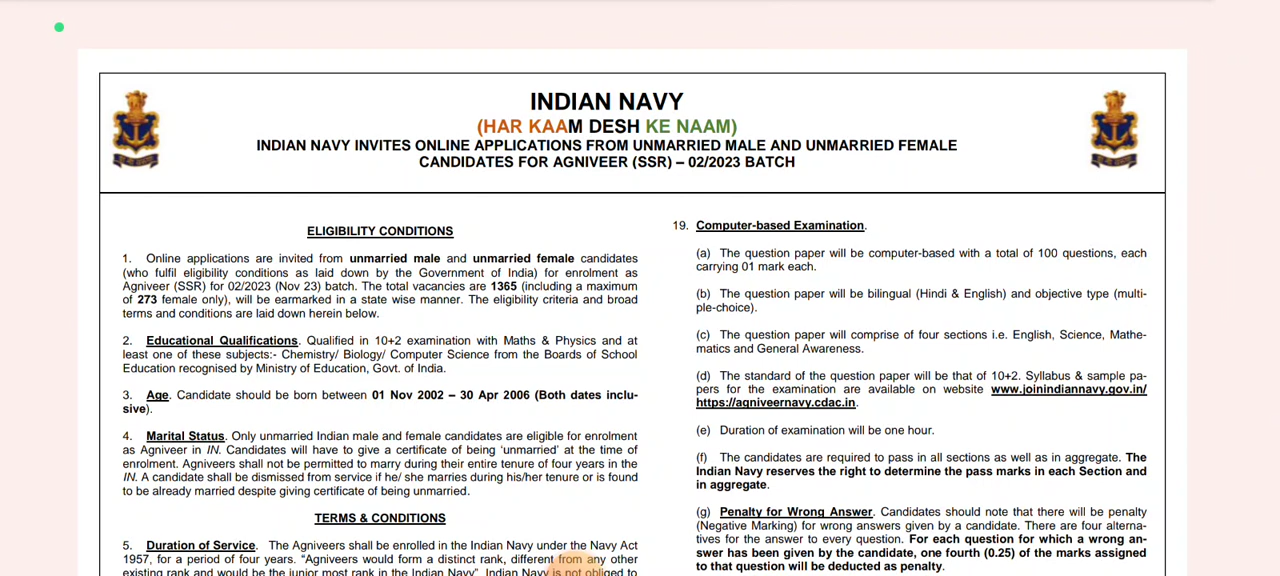 INDIAN NAVY
(HAR KAAM DESH KE NAAM)
INDIAN NAVY INVITES ONLINE APPLICATIONS FROM UNMARRIED MALE AND UNMARRIED FEMALE
CANDIDATES FOR AGNIVEER (SSR) – 02/2023 BATCH
ELIGIBILITY CONDITIONS
1. Online applications are invited from unmarried male and unmarried female candidates
(who fulfil eligibility conditions as laid down by the Government of India) for enrolment as
Agniveer (SSR) for 02/2023 (Nov 23) batch. The total vacancies are 1365 (including a maximum
of 273 female only), will be earmarked in a state wise manner. The eligibility criteria and broad
terms and conditions are laid down herein below.
2. Educational Qualifications. Qualified in 10+2 examination with Maths & Physics and at
least one of these subjects:- Chemistry/ Biology/ Computer Science from the Boards of School
Education recognised by Ministry of Education, Govt. of India.
3. Age. Candidate should be born between 01 Nov 2002 – 30 Apr 2006 (Both dates inclu-
sive).
4. Marital Status. Only unmarried Indian male and female candidates are eligible for enrolment
as Agniveer in IN. Candidates will have to give a certificate of being ‘unmarried’ at the time of
enrolment. Agniveers shall not be permitted to marry during their entire tenure of four years in the
IN. A candidate shall be dismissed from service if he/ she marries during his/her tenure or is found
to be already married despite giving certificate of being unmarried.
TERMS & CONDITIONS
5. Duration of Service. The Agniveers shall be enrolled in the Indian Navy under the Navy Act
1957, for a period of four years. “Agniveers would form a distinct rank, different from any other
existing rank and would be the junior most rank in the Indian Navy”. Indian Navy is not obliged to
19. Computer-based Examination.
(a) The question paper will be computer-based with a total of 100 questions, each
carrying 01 mark each.
(b) The question paper will be bilingual (Hindi & English) and objective type (multi-
ple-choice).
(c) The question paper will comprise of four sections i.e. English, Science, Mathe-
matics and General Awareness.
(d) The standard of the question paper will be that of 10+2. Syllabus & sample pa-
pers for the examination are available on website www.joinindiannavy.gov.in/
https://agniveernavy.cdac.in.
(e) Duration of examination will be one hour.
(f) The candidates are required to pass in all sections as well as in aggregate. The
Indian Navy reserves the right to determine the pass marks in each Section and
in aggregate.
(g) Penalty for Wrong Answer. Candidates should note that there will be penalty
(Negative Marking) for wrong answers given by a candidate. There are four alterna-
tives for the answer to every question. For each question for which a wrong an-
swer has been given by the candidate, one fourth (0.25) of the marks assigned
to that question will be deducted as penalty.